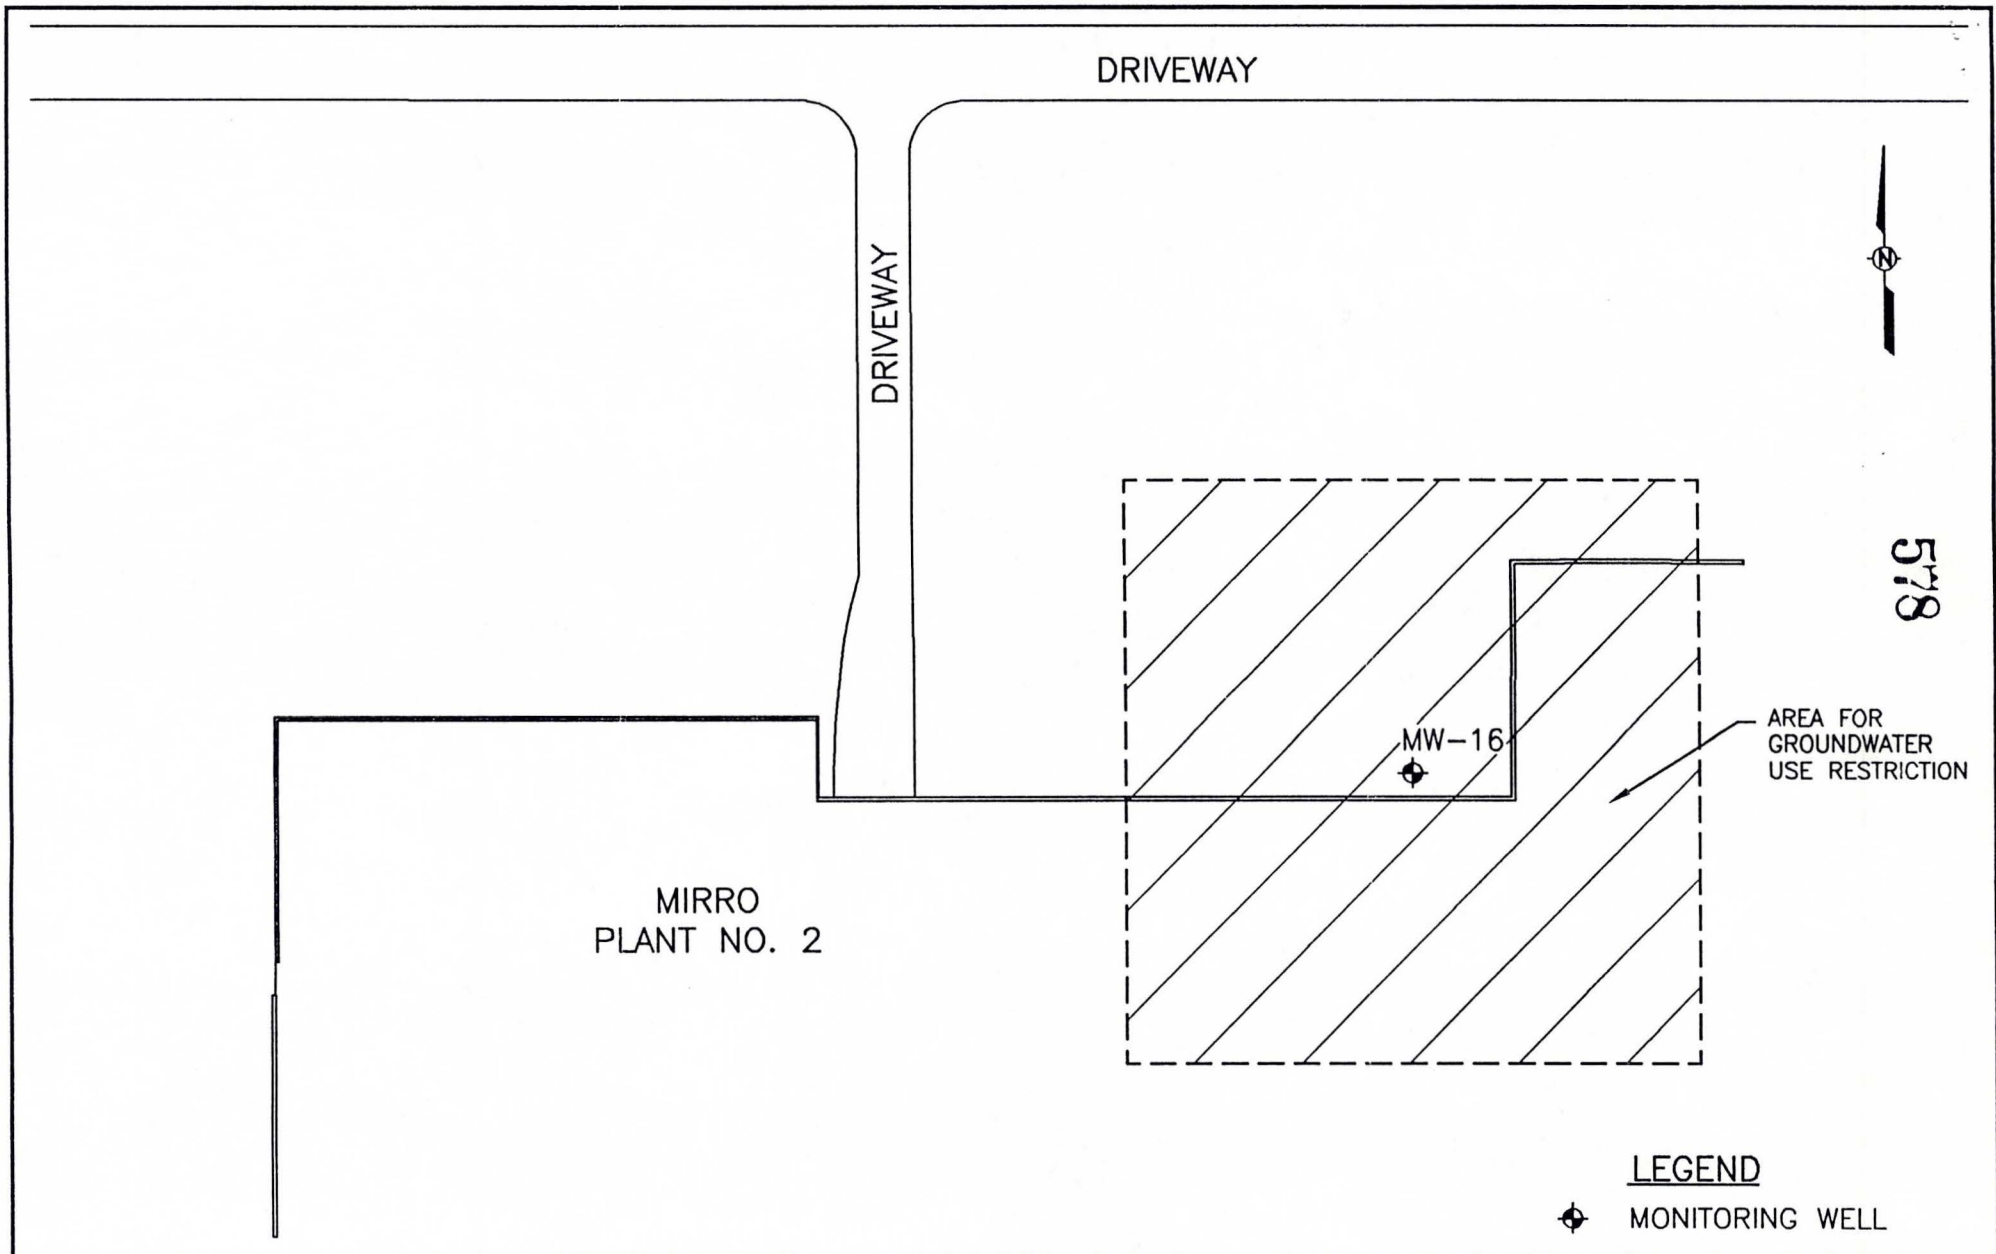 DRIVEWAY
DRIVEWAY
N
578
MW-16
AREA FOR
GROUNDWATER
USE RESTRICTION
MIRRO
PLANT NO. 2
LEGEND
MONITORING WELL